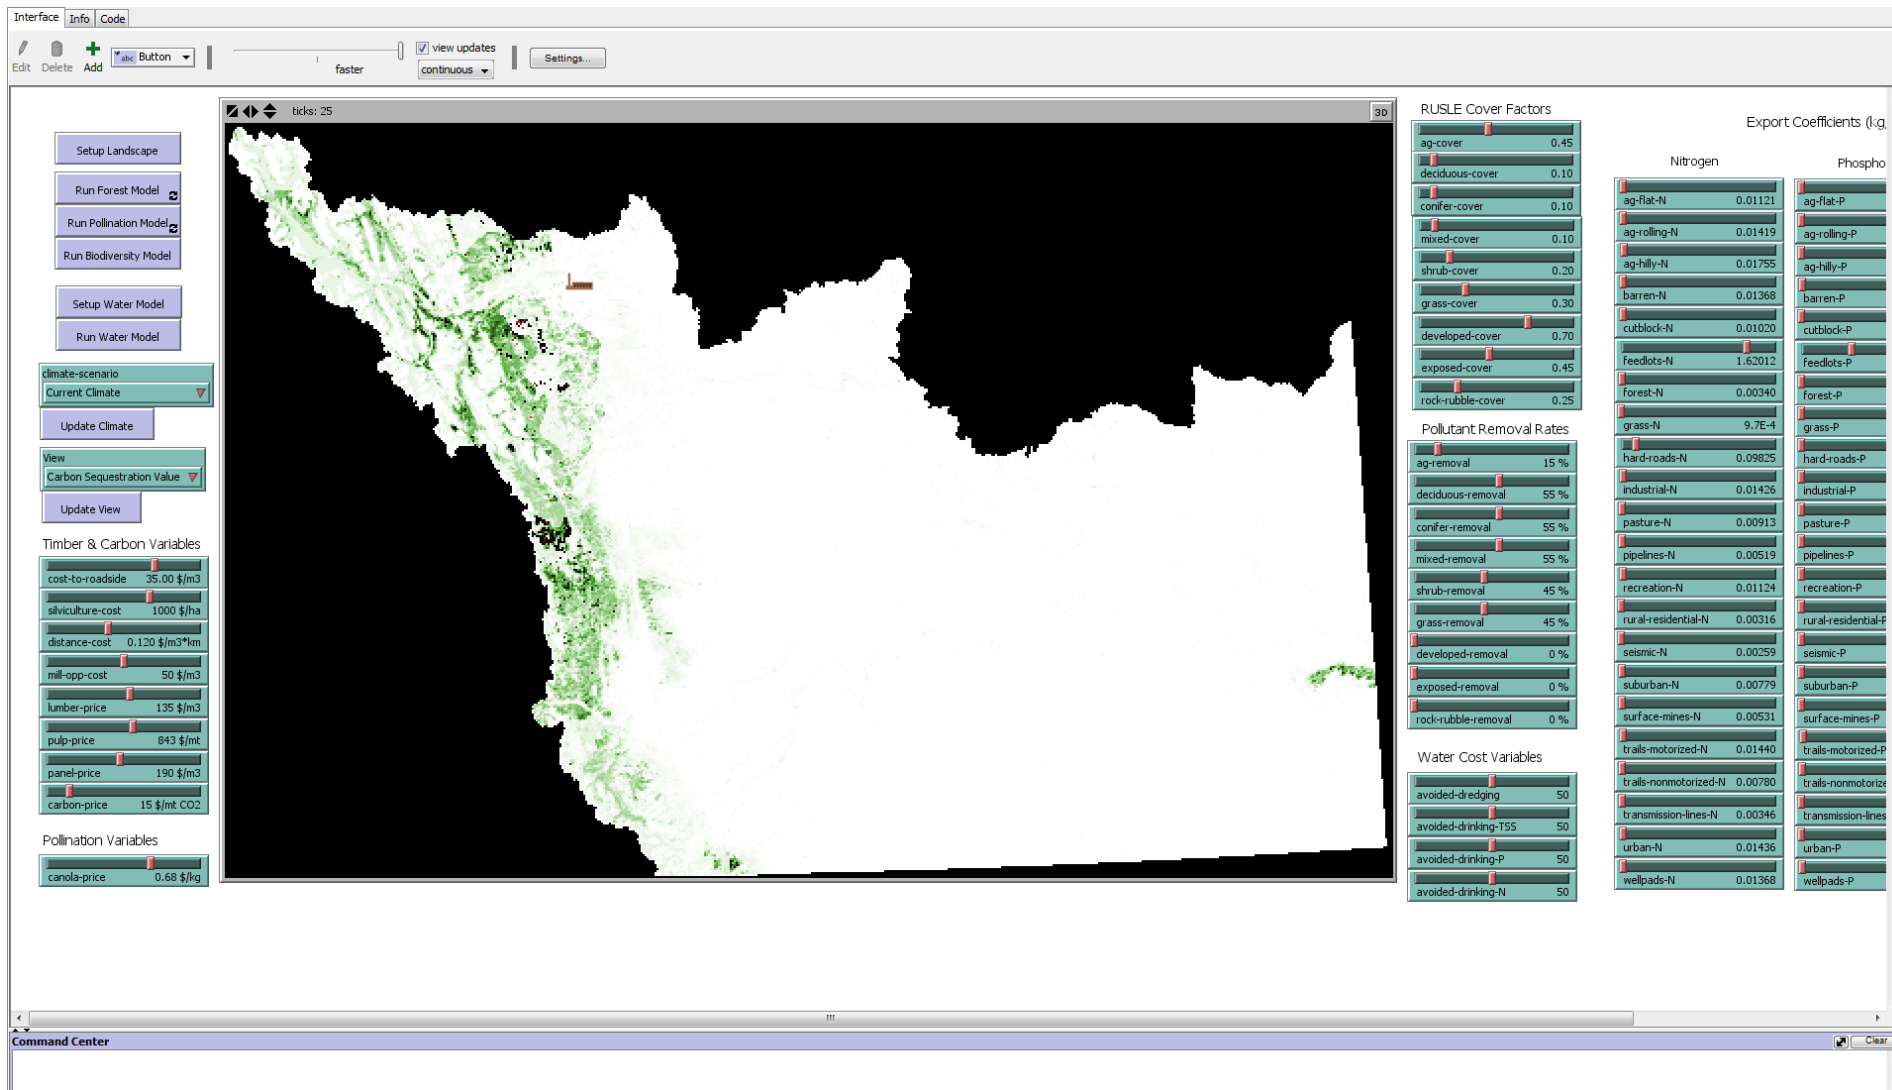 Interface Info Code
Edit Delete Add abc Button faster view updates continuous Settings...
ticks: 25 3D
Setup Landscape
Run Forest Model
Run Pollination Model
Run Biodiversity Model
Setup Water Model
Run Water Model
climate-scenario
Current Climate
Update Climate
View
Carbon Sequestration Value
Update View
Timber & Carbon Variables
cost-to-roadside 35.00 $/m3
silviculture-cost 1000 $/ha
distance-cost 0.120 $/m3*km
mill-opp-cost 50 $/m3
lumber-price 135 $/m3
pulp-price 843 $/mt
panel-price 190 $/m3
carbon-price 15 $/mt CO2
Pollination Variables
canola-price 0.68 $/kg
RUSLE Cover Factors
ag-cover 0.45
deciduous-cover 0.10
conifer-cover 0.10
mixed-cover 0.10
shrub-cover 0.20
grass-cover 0.30
developed-cover 0.70
exposed-cover 0.45
rock-rubble-cover 0.25
Pollutant Removal Rates
ag-removal 15 %
deciduous-removal 55 %
conifer-removal 55 %
mixed-removal 55 %
shrub-removal 45 %
grass-removal 45 %
developed-removal 0 %
exposed-removal 0 %
rock-rubble-removal 0 %
Water Cost Variables
avoided-dredging 50
avoided-drinking-TSS 50
avoided-drinking-P 50
avoided-drinking-N 50
Export Coefficients (kg,
Nitrogen
ag-flat-N 0.01121
ag-rolling-N 0.01419
ag-hilly-N 0.01755
barren-N 0.01368
cutblock-N 0.01020
feedlots-N 1.62012
forest-N 0.00340
grass-N 9.7E-4
hard-roads-N 0.09825
industrial-N 0.01426
pasture-N 0.00913
pipelines-N 0.00519
recreation-N 0.01124
rural-residential-N 0.00316
seismic-N 0.00259
suburban-N 0.00779
surface-mines-N 0.00531
trails-motorized-N 0.01440
trails-nonmotorized-N 0.00780
transmission-lines-N 0.00346
urban-N 0.01436
wellpads-N 0.01368
Phospho
ag-flat-P
ag-rolling-P
ag-hilly-P
barren-P
cutblock-P
feedlots-P
forest-P
grass-P
hard-roads-P
industrial-P
pasture-P
pipelines-P
recreation-P
rural-residential-P
seismic-P
suburban-P
surface-mines-P
trails-motorized-P
trails-nonmotorize
transmission-lines
urban-P
wellpads-P
Command Center Clear